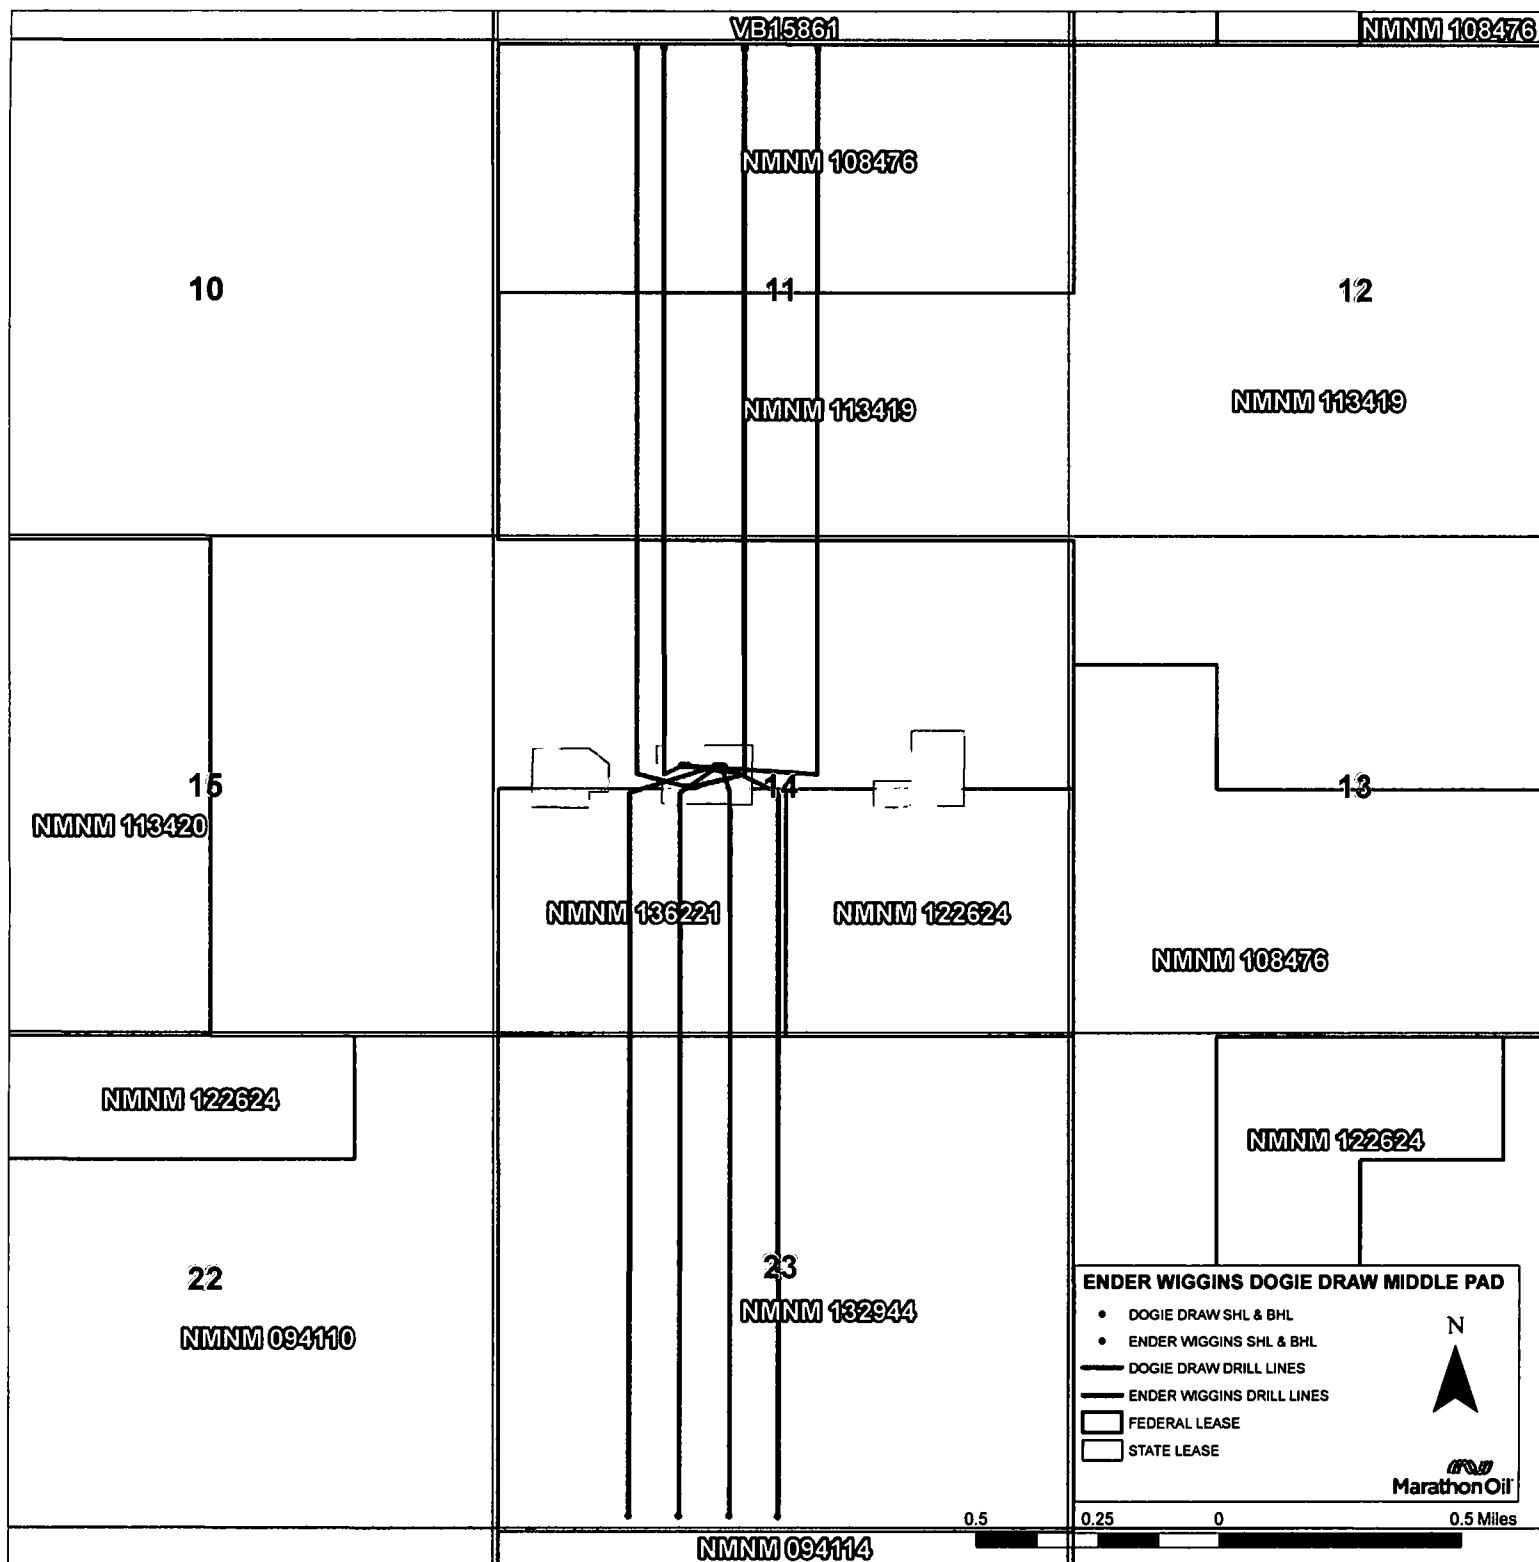 VB15861
NMNM 108476
NMNM 108476
10
11
12
NMNM 113419
NMNM 113419
15
14
13
NMNM 113420
NMNM 136221
NMNM 122624
NMNM 108476
NMNM 122624
NMNM 122624
22
23
NMNM 094110
NMNM 132944
ENDER WIGGINS DOGIE DRAW MIDDLE PAD
DOGIE DRAW SHL & BHL
ENDER WIGGINS SHL & BHL
DOGIE DRAW DRILL LINES
ENDER WIGGINS DRILL LINES
FEDERAL LEASE
STATE LEASE
N
Marathon Oil
0.5 0.25 0 0.5 Miles
NMNM 094114